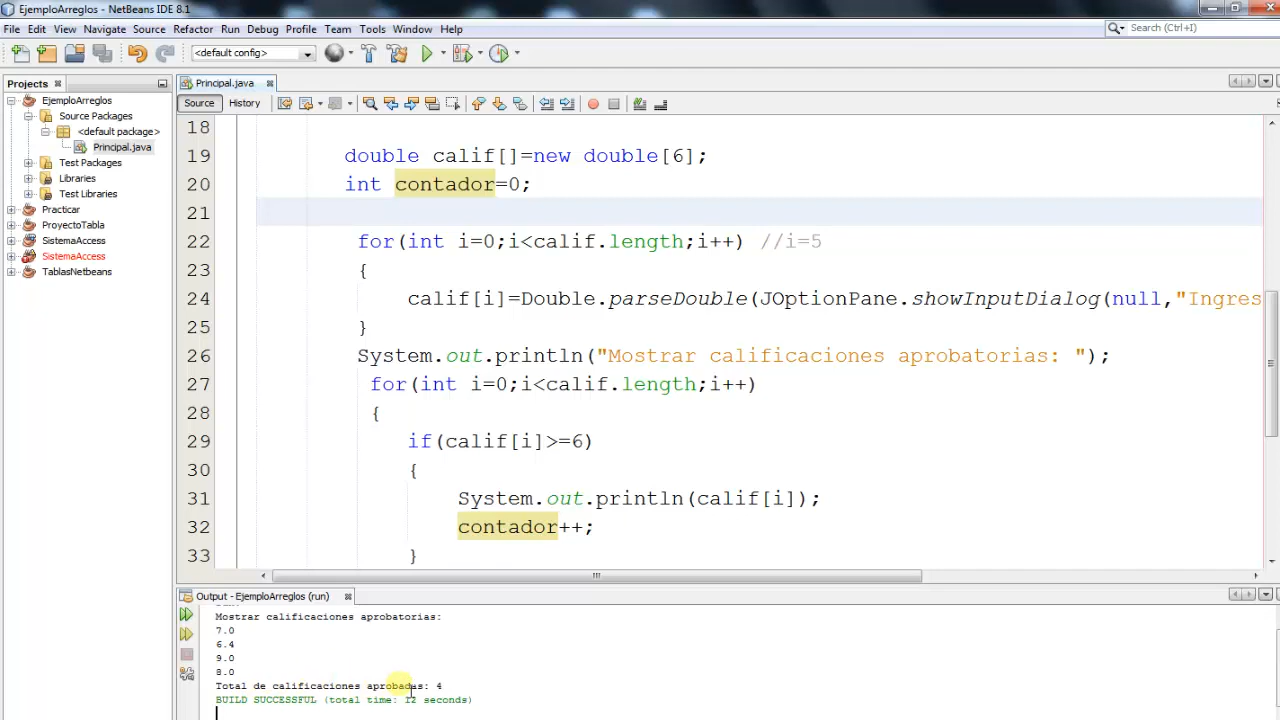 EjemploArreglos - NetBeans IDE 8.1
File Edit View Navigate Source Refactor Run Debug Profile Team Tools Window Help
Search (Ctrl+I)
<default config>
Projects
Principal.java
EjemploArreglos
Source Packages
<default package>
Principal.java
Test Packages
Libraries
Test Libraries
Practicar
ProyectoTabla
SistemaAccess
SistemaAccess
TablasNetbeans
Source History
18
19 double calif[]=new double[6];
20 int contador=0;
21
22 for(int i=0;i<calif.length;i++) //i=5
23 {
24 calif[i]=Double.parseDouble(JOptionPane.showInputDialog(null,"Ingres
25 }
26 System.out.println("Mostrar calificaciones aprobatorias: ");
27 for(int i=0;i<calif.length;i++)
28 {
29 if(calif[i]>=6)
30 {
31 System.out.println(calif[i]);
32 contador++;
33 }
Output - EjemploArreglos (run)
Mostrar calificaciones aprobatorias:
7.0
6.4
9.0
8.0
Total de calificaciones aprobadas: 4
BUILD SUCCESSFUL (total time: 12 seconds)